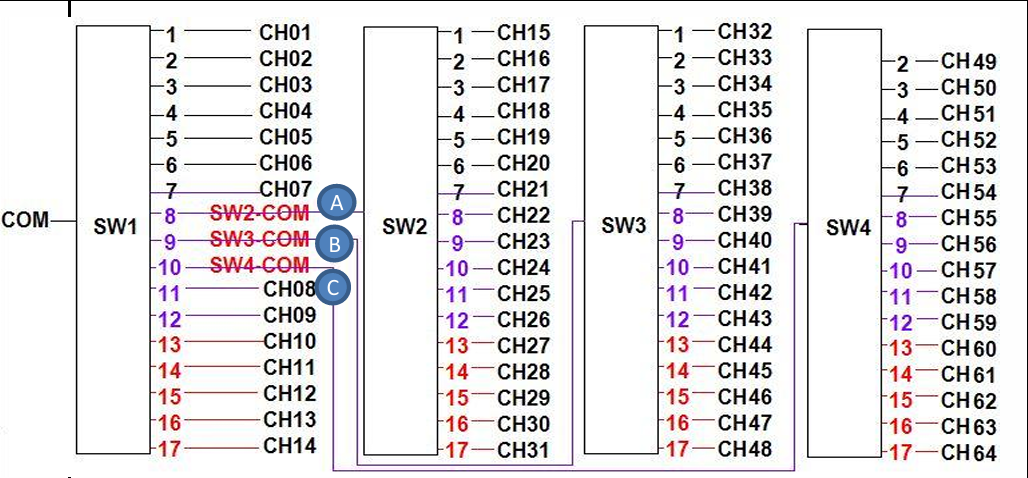 COM
SW1
1 CH01
2 CH02
3 CH03
4 CH04
5 CH05
6 CH06
7 CH07
8 SW2-COM A
9 SW3-COM B
10 SW4-COM C
11 CH08
12 CH09
13 CH10
14 CH11
15 CH12
16 CH13
17 CH14
SW2
1 CH15
2 CH16
3 CH17
4 CH18
5 CH19
6 CH20
7 CH21
8 CH22
9 CH23
10 CH24
11 CH25
12 CH26
13 CH27
14 CH28
15 CH29
16 CH30
17 CH31
SW3
1 CH32
2 CH33
3 CH34
4 CH35
5 CH36
6 CH37
7 CH38
8 CH39
9 CH40
10 CH41
11 CH42
12 CH43
13 CH44
14 CH45
15 CH46
16 CH47
17 CH48
SW4
2 CH49
3 CH50
4 CH51
5 CH52
6 CH53
7 CH54
8 CH55
9 CH56
10 CH57
11 CH58
12 CH59
13 CH60
14 CH61
15 CH62
16 CH63
17 CH64